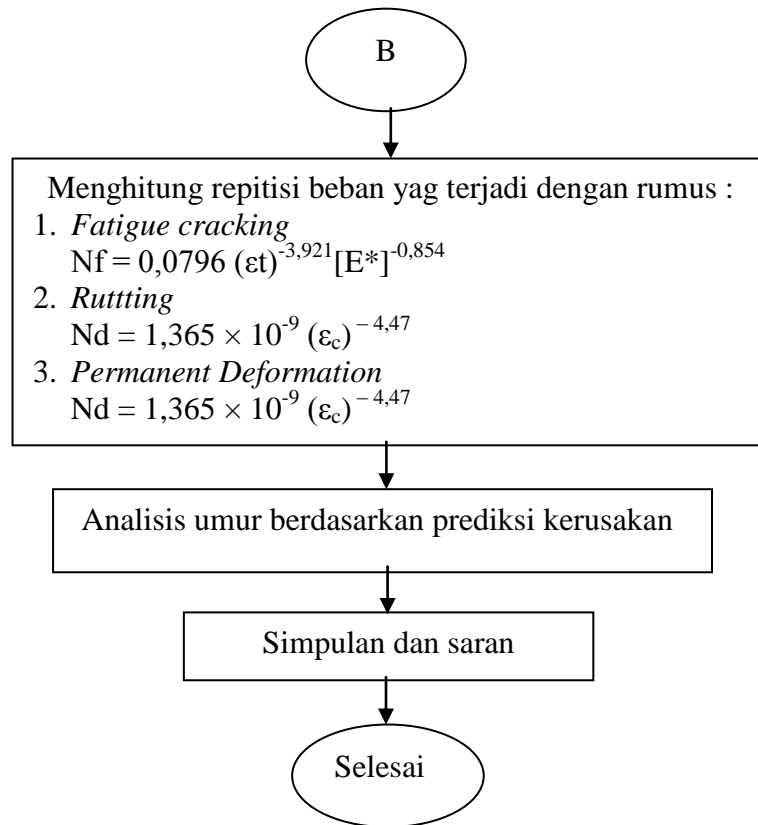 B
Menghitung repitisi beban yag terjadi dengan rumus :
1. Fatigue cracking
Nf = 0,0796 (εt)⁻³,⁹²¹[E*]⁻⁰,⁸⁵⁴
2. Ruttting
Nd = 1,365 × 10⁻⁹ (ε꜀)⁻⁴,⁴⁷
3. Permanent Deformation
Nd = 1,365 × 10⁻⁹ (ε꜀)⁻⁴,⁴⁷
Analisis umur berdasarkan prediksi kerusakan
Simpulan dan saran
Selesai